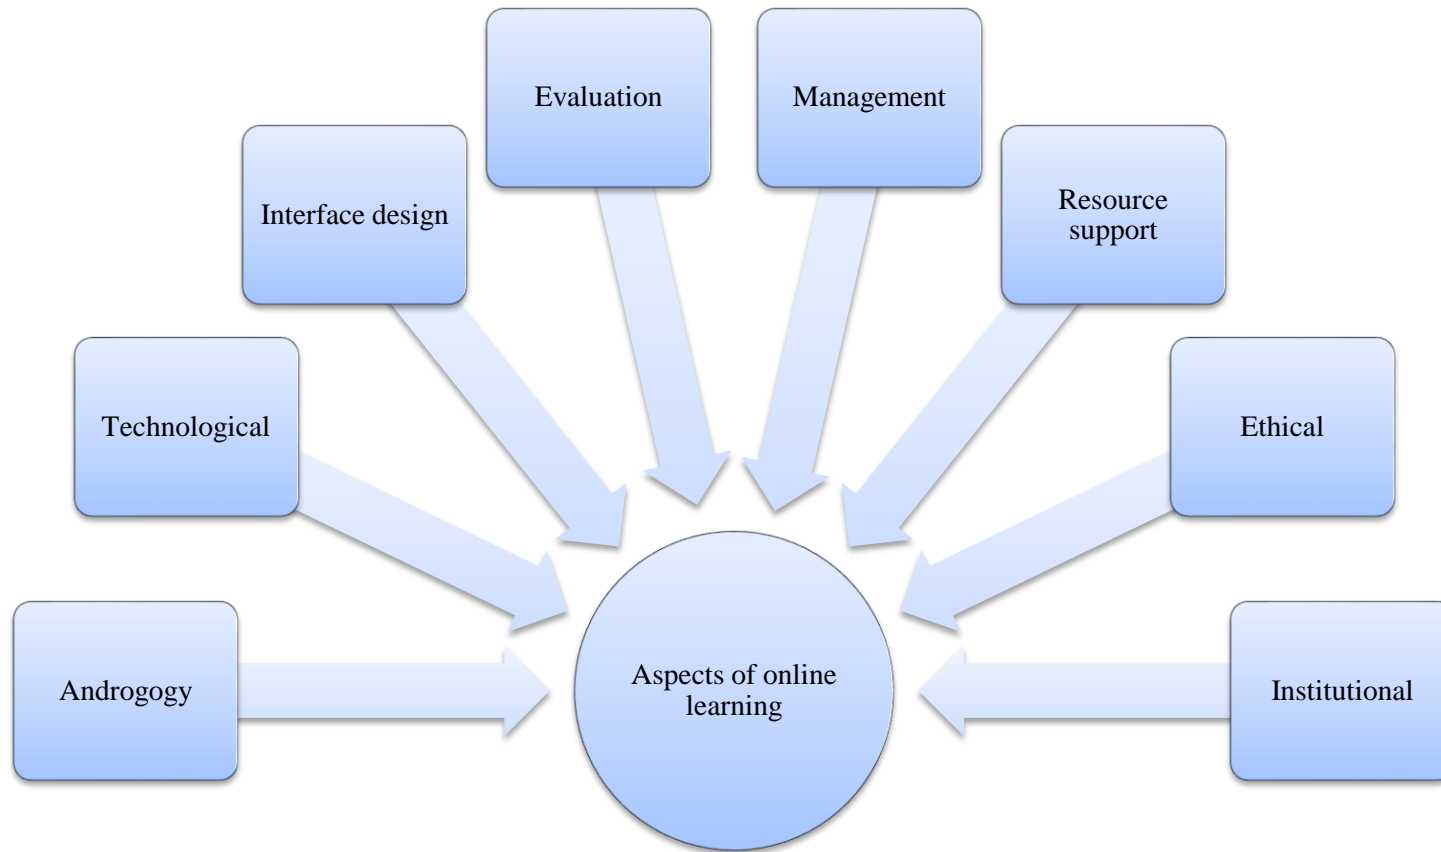 Evaluation
Management
Interface design
Resource
support
Technological
Ethical
Androgogy
Aspects of online
learning
Institutional